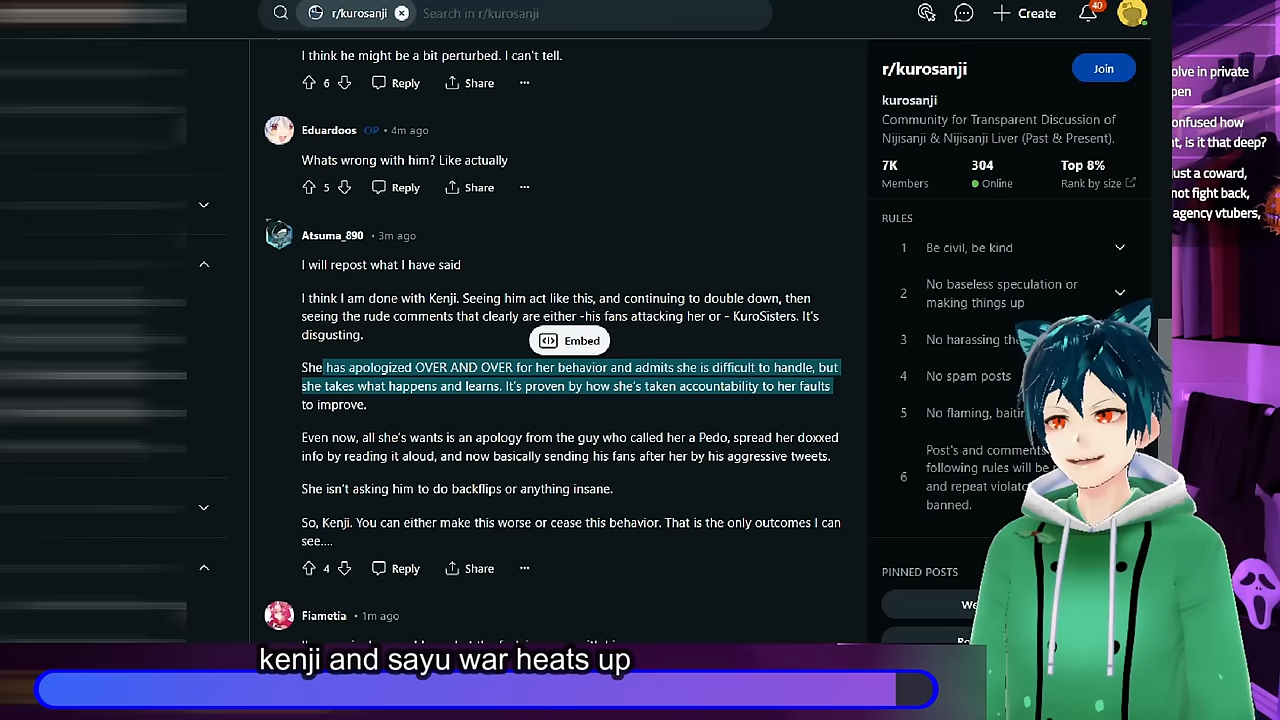 r/kurosanji
Search in r/kurosanji
Create
40
I think he might be a bit perturbed. I can't tell.
6
Reply
Share
Eduardoos OP • 4m ago
Whats wrong with him? Like actually
5
Reply
Share
Atsuma_890 • 3m ago
I will repost what I have said
I think I am done with Kenji. Seeing him act like this, and continuing to double down, then
seeing the rude comments that clearly are either -his fans attacking her or - KuroSisters. It's
disgusting.
Embed
She has apologized OVER AND OVER for her behavior and admits she is difficult to handle, but
she takes what happens and learns. It's proven by how she's taken accountability to her faults
to improve.
Even now, all she's wants is an apology from the guy who called her a Pedo, spread her doxxed
info by reading it aloud, and now basically sending his fans after her by his aggressive tweets.
She isn't asking him to do backflips or anything insane.
So, Kenji. You can either make this worse or cease this behavior. That is the only outcomes I can
see....
4
Reply
Share
Fiametia • 1m ago
r/kurosanji
Join
kurosanji
Community for Transparent Discussion of
Nijisanji & Nijisanji Liver (Past & Present).
7K
304
Top 8%
Members
Online
Rank by size
RULES
1 Be civil, be kind
2 No baseless speculation or
making things up
3 No harassing
4 No spam posts
5 No flaming,
6 Post's and comments
following rules will be
and repeat
banned.
PINNED POSTS
olve in private
pen
onfused how
t, is it that deep?
ust a coward,
not fight back,
agency vtubers,
kenji and sayu war heats up